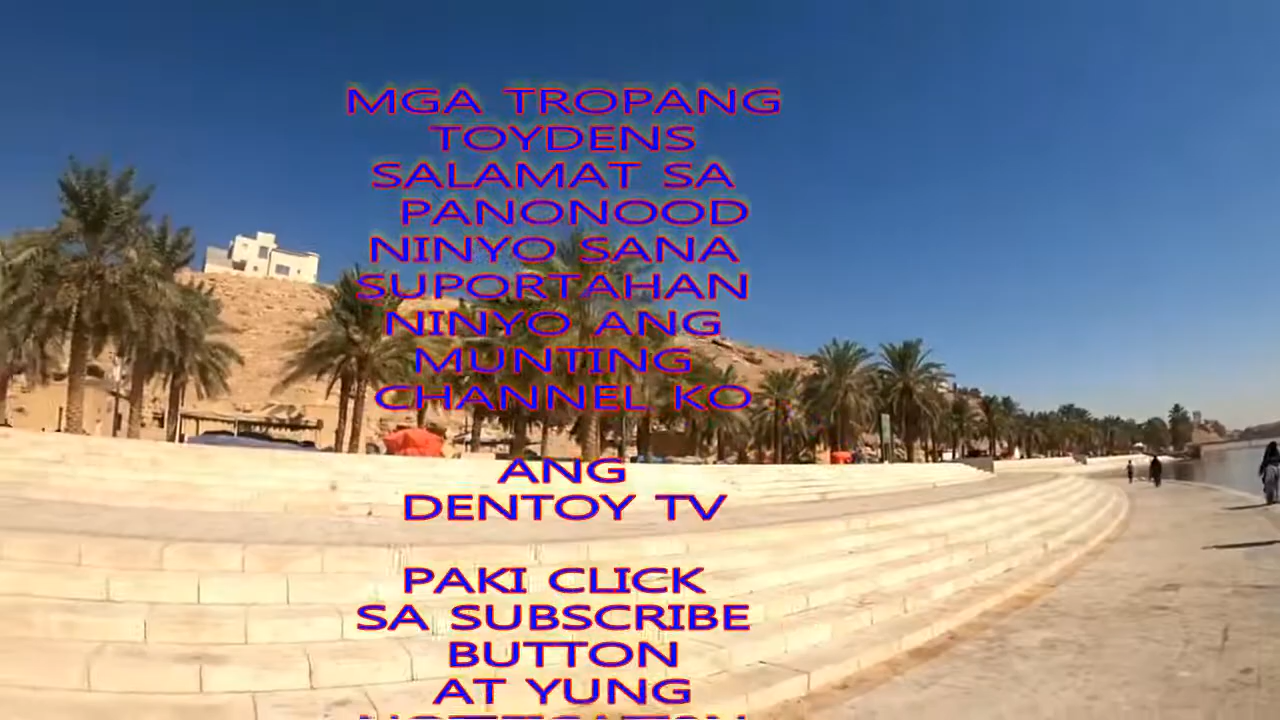 MGA TROPANG
TOYDENS
SALAMAT SA
PANONOOD
NINYO SANA
SUPORTAHAN
NINYO ANG
MUNTING
CHANNEL KO
ANG
DENTOY TV
PAKI CLICK
SA SUBSCRIBE
BUTTON
AT YUNG